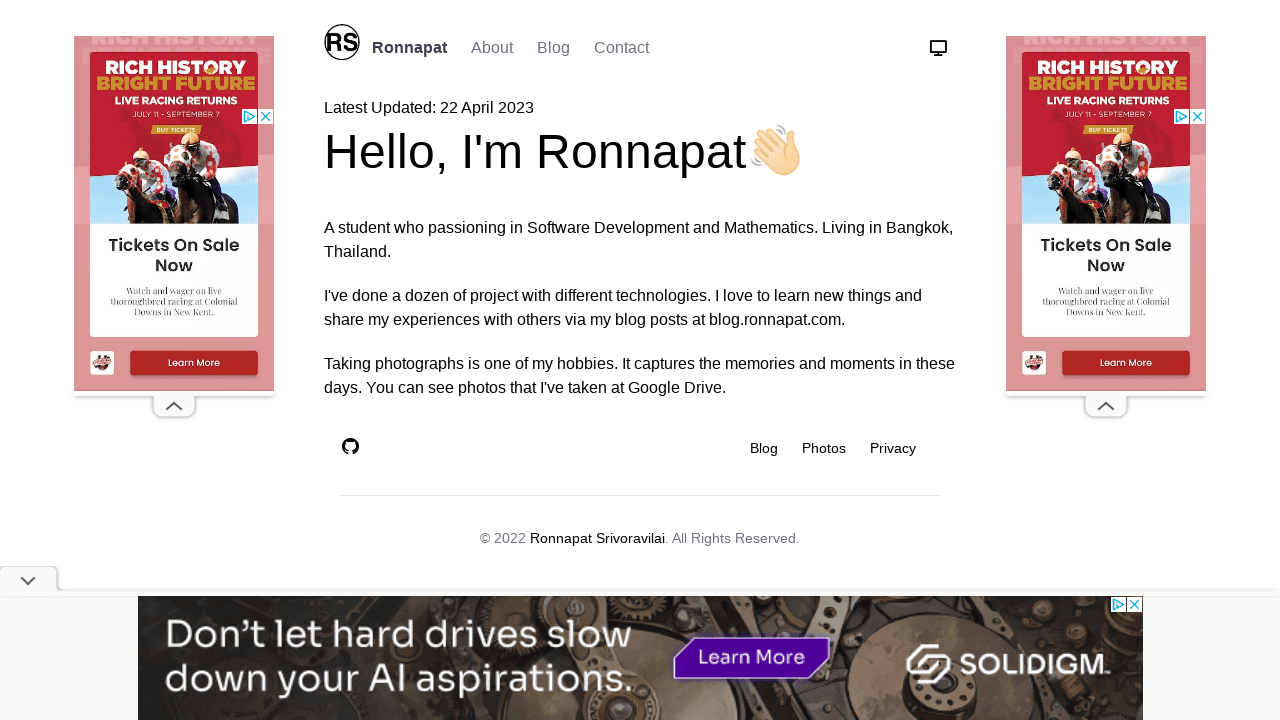 RS
Ronnapat
About
Blog
Contact
RICH HISTORY
BRIGHT FUTURE
LIVE RACING RETURNS
JULY 11 - SEPTEMBER 7
BUY TICKETS
Tickets On Sale
Now
Watch and wager on live
thoroughbred racing at Colonial
Downs in New Kent.
Learn More
Latest Updated: 22 April 2023
Hello, I'm Ronnapat👋🏼
A student who passioning in Software Development and Mathematics. Living in Bangkok,
Thailand.
I've done a dozen of project with different technologies. I love to learn new things and
share my experiences with others via my blog posts at blog.ronnapat.com.
Taking photographs is one of my hobbies. It captures the memories and moments in these
days. You can see photos that I've taken at Google Drive.
Blog
Photos
Privacy
© 2022 Ronnapat Srivoravilai. All Rights Reserved.
RICH HISTORY
BRIGHT FUTURE
LIVE RACING RETURNS
JULY 11 - SEPTEMBER 7
BUY TICKETS
Tickets On Sale
Now
Watch and wager on live
thoroughbred racing at Colonial
Downs in New Kent.
Learn More
Don't let hard drives slow
down your AI aspirations.
Learn More
SOLIDIGM